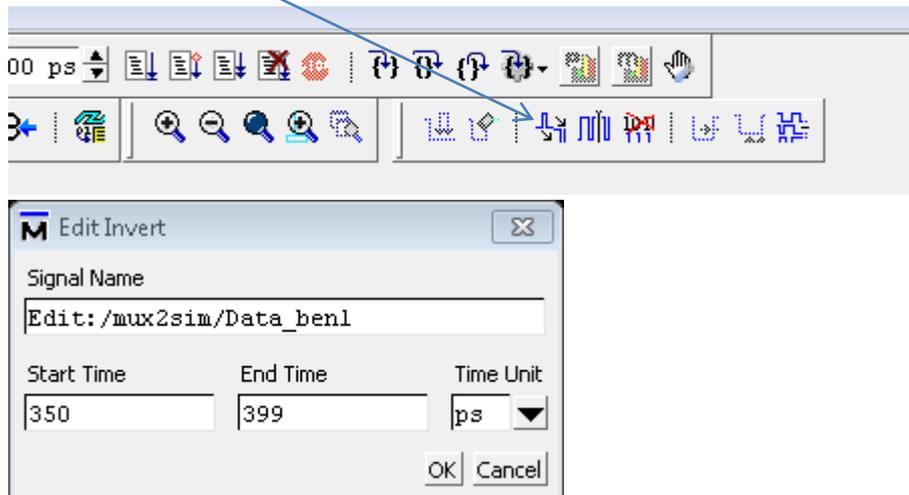 00 ps
Edit Invert
Signal Name
Edit:/mux2sim/Data_ben1
Start Time End Time Time Unit
350 399 ps
OK Cancel